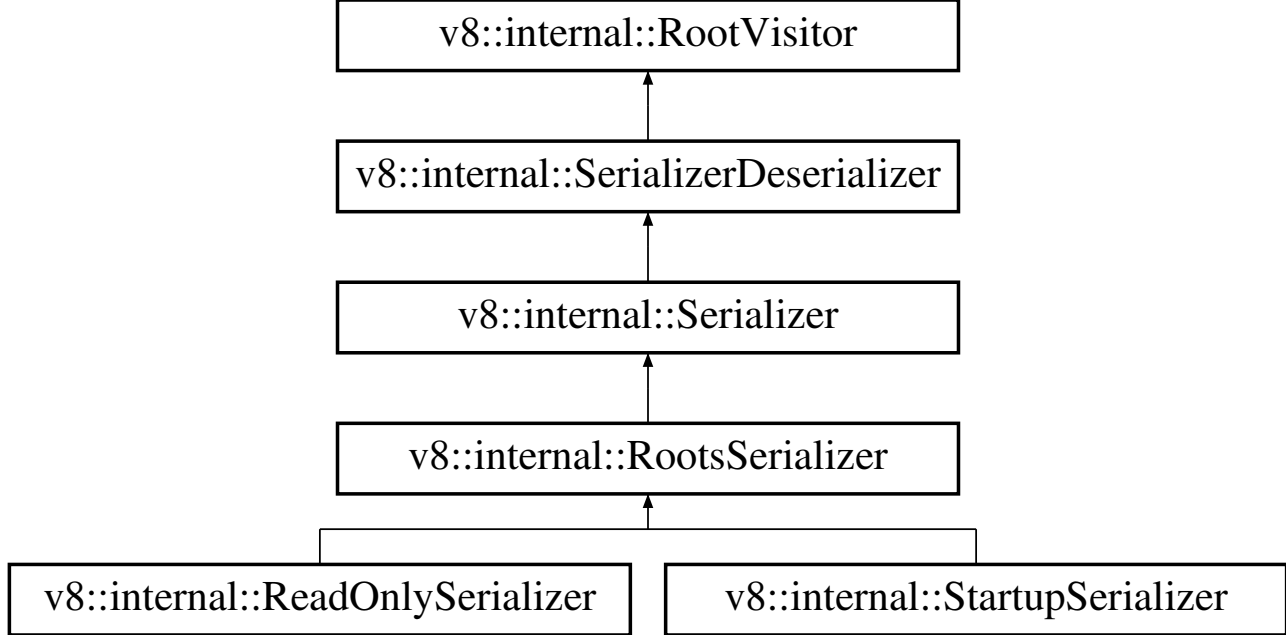 v8::internal::RootVisitor
v8::internal::SerializerDeserializer
v8::internal::Serializer
v8::internal::RootsSerializer
v8::internal::ReadOnlySerializer
v8::internal::StartupSerializer